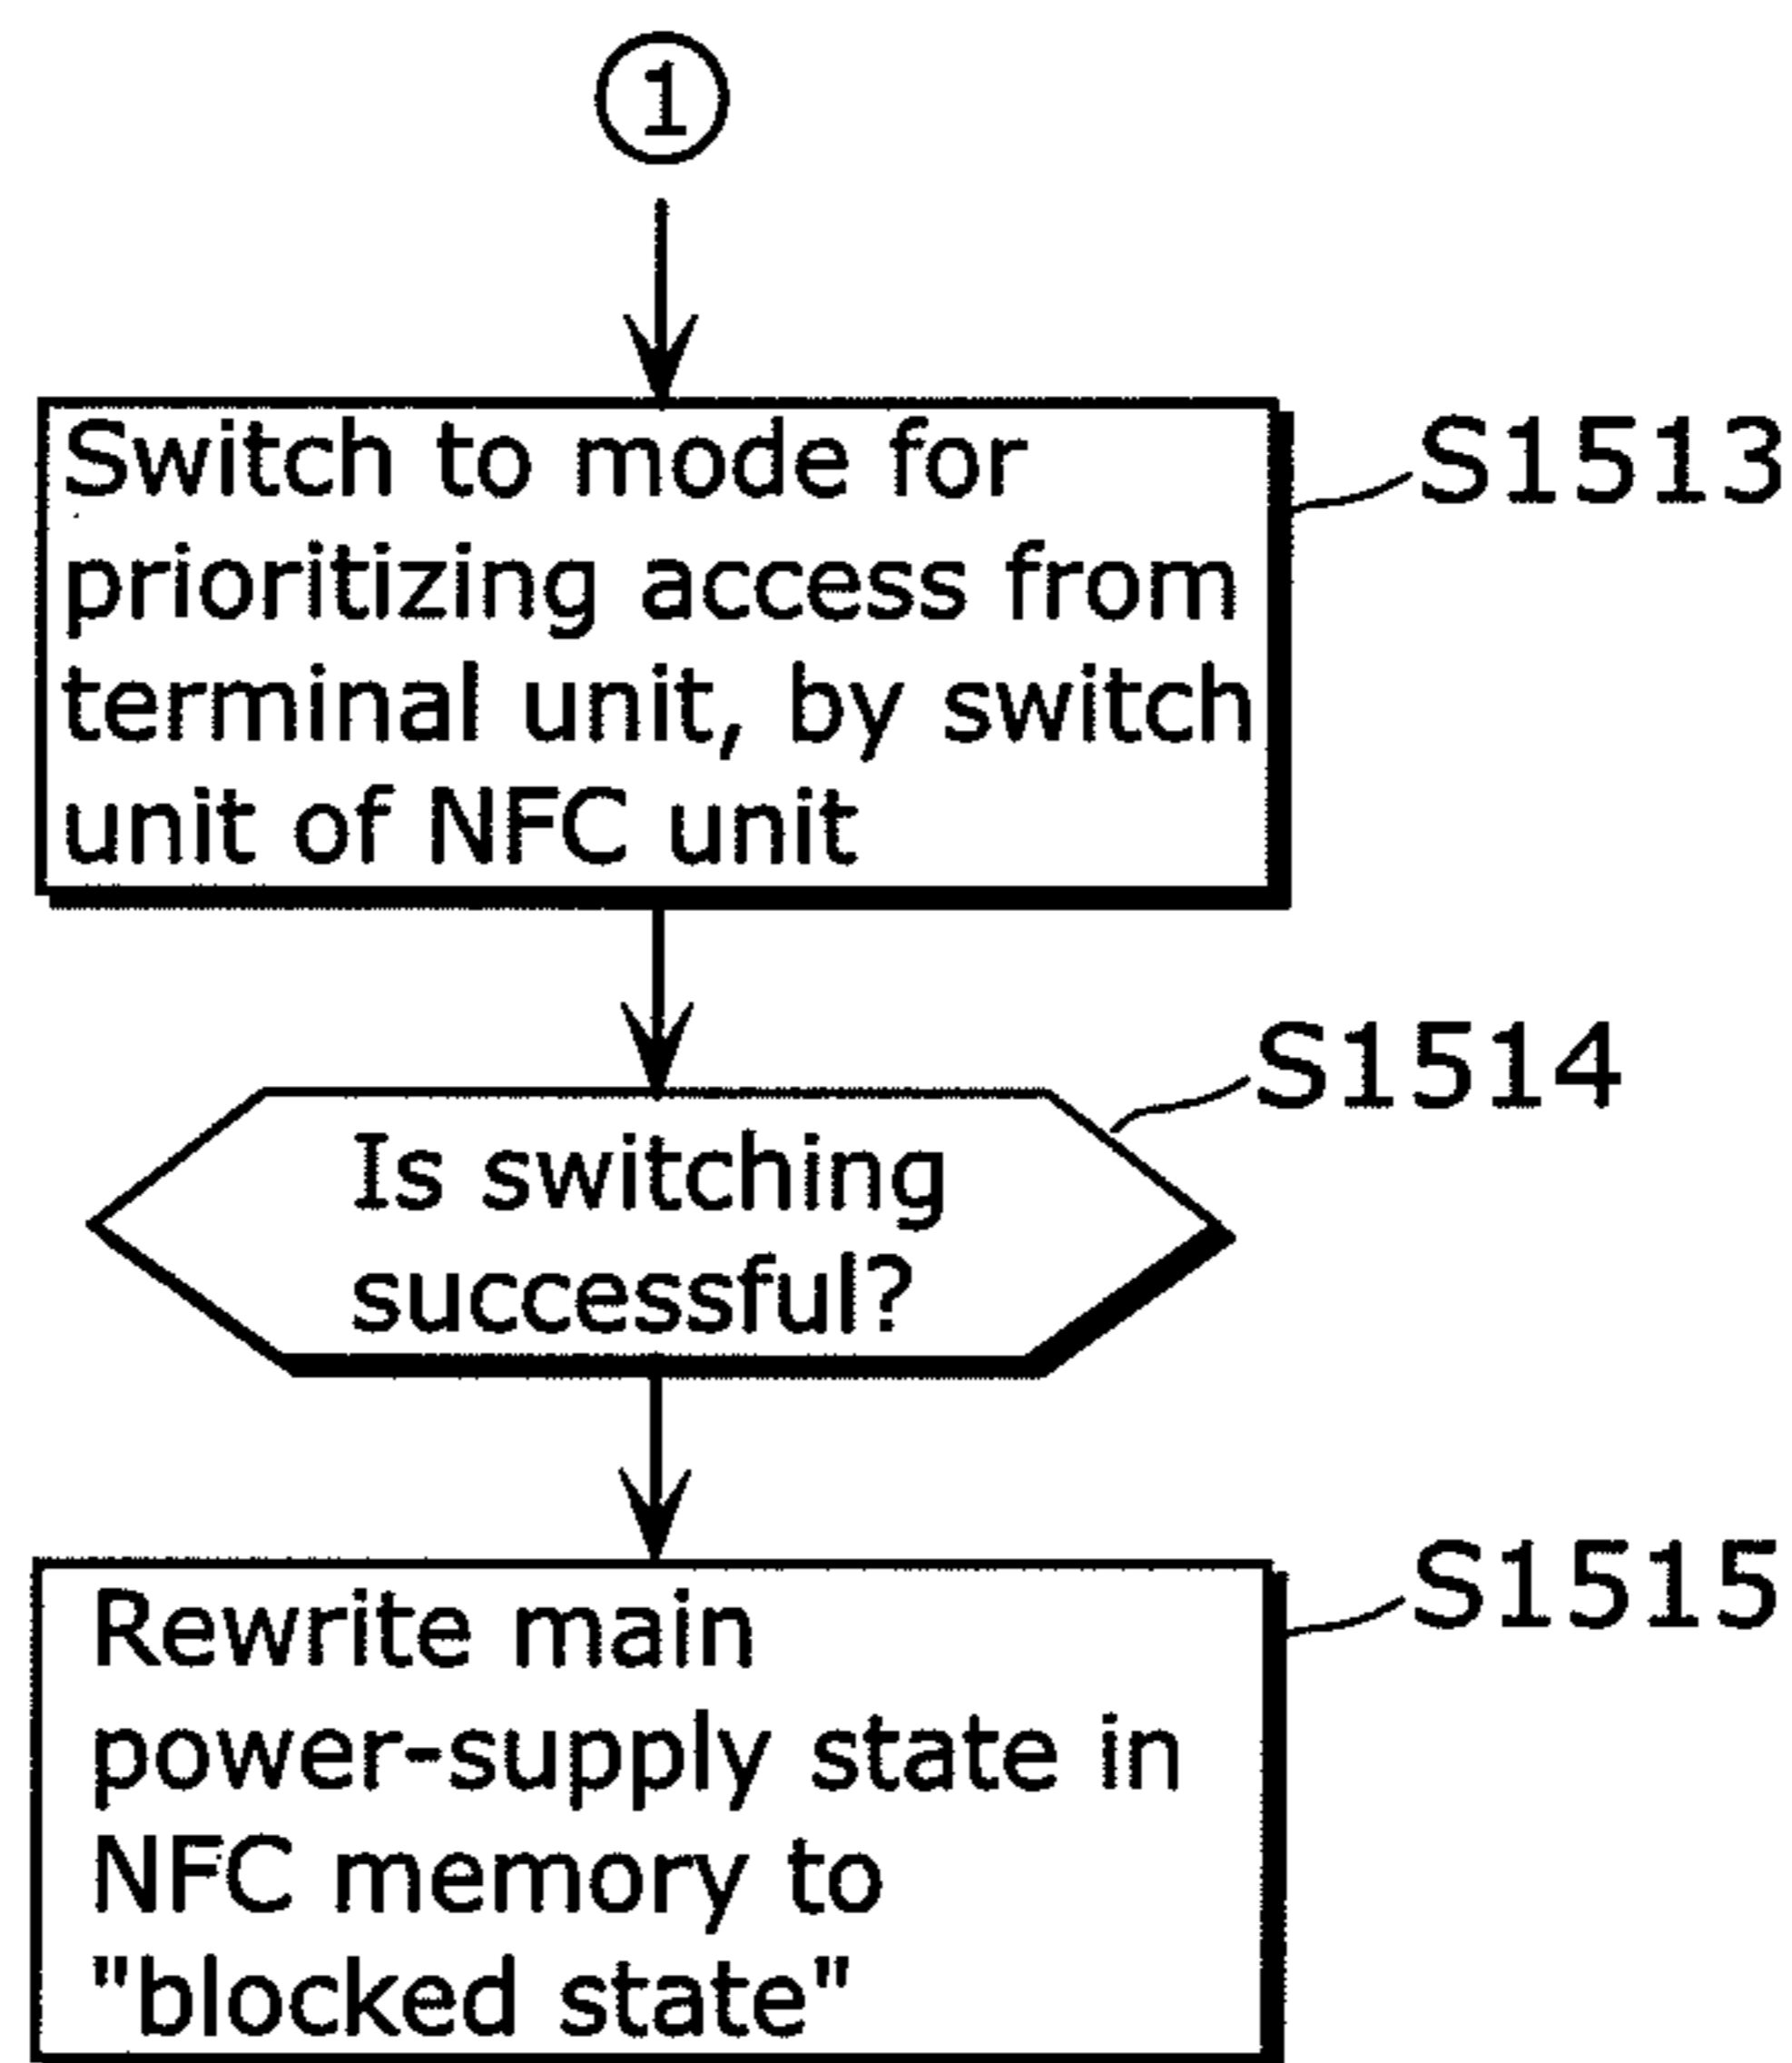 1
Switch to mode for
prioritizing access from
terminal unit, by switch
unit of NFC unit
S1513
Is switching
successful?
S1514
Rewrite main
power-supply state in
NFC memory to
"blocked state"
S1515